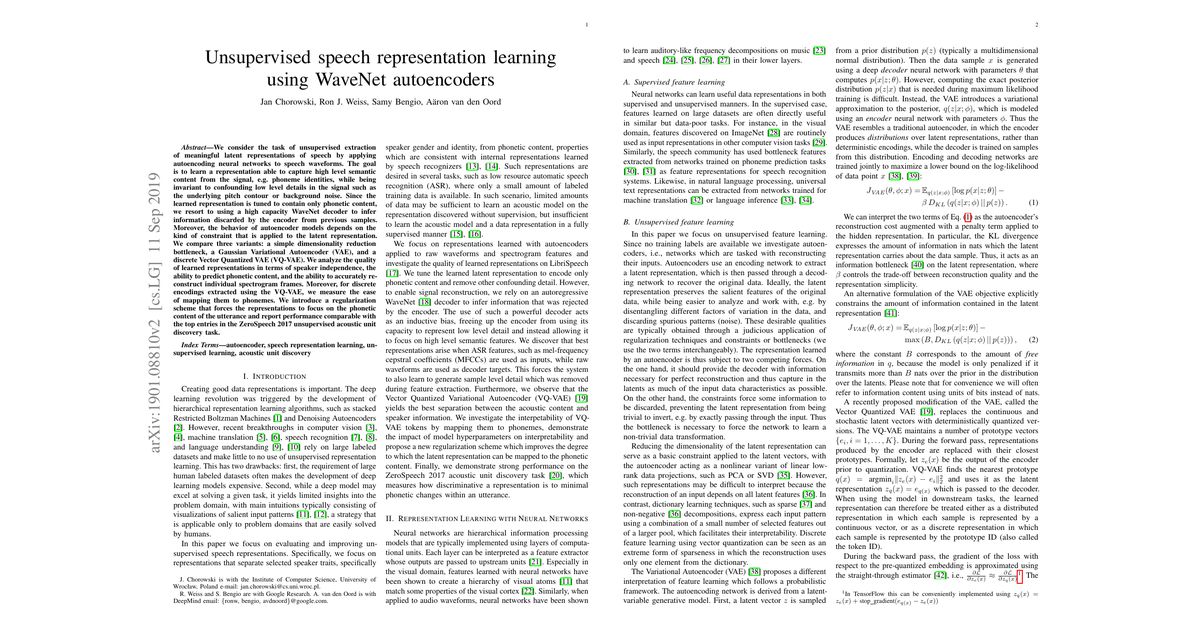 1
Unsupervised speech representation learning
using WaveNet autoencoders
Jan Chorowski, Ron J. Weiss, Samy Bengio, Aäron van den Oord
arXiv:1901.08810v2 [cs.LG] 11 Sep 2019
Abstract—We consider the task of unsupervised extraction
of meaningful latent representations of speech by applying
autoencoding neural networks to speech waveforms. The goal
is to learn a representation able to capture high level semantic
content from the signal, e.g. phoneme identities, while being
invariant to confounding low level details in the signal such as
the underlying pitch contour or background noise. Since the
learned representation is tuned to contain only phonetic content,
we resort to using a high capacity WaveNet decoder to infer
information discarded by the encoder from previous samples.
Moreover, the behavior of autoencoder models depends on the
kind of constraint that is applied to the latent representation.
We compare three variants: a simple dimensionality reduction
bottleneck, a Gaussian Variational Autoencoder (VAE), and a
discrete Vector Quantized VAE (VQ-VAE). We analyze the quality
of learned representations in terms of speaker independence, the
ability to predict phonetic content, and the ability to accurately re-
construct individual spectrogram frames. Moreover, for discrete
encodings extracted using the VQ-VAE, we measure the ease
of mapping them to phonemes. We introduce a regularization
scheme that forces the representations to focus on the phonetic
content of the utterance and report performance comparable with
the top entries in the ZeroSpeech 2017 unsupervised acoustic unit
discovery task.
Index Terms—autoencoder, speech representation learning, un-
supervised learning, acoustic unit discovery
I. INTRODUCTION
Creating good data representations is important. The deep
learning revolution was triggered by the development of
hierarchical representation learning algorithms, such as stacked
Restricted Boltzman Machines [1] and Denoising Autoencoders
[2]. However, recent breakthroughs in computer vision [3],
[4], machine translation [5], [6], speech recognition [7], [8],
and language understanding [9], [10] rely on large labeled
datasets and make little to no use of unsupervised representation
learning. This has two drawbacks: first, the requirement of large
human labeled datasets often makes the development of deep
learning models expensive. Second, while a deep model may
excel at solving a given task, it yields limited insights into the
problem domain, with main intuitions typically consisting of
visualizations of salient input patterns [11], [12], a strategy that
is applicable only to problem domains that are easily solved
by humans.
In this paper we focus on evaluating and improving un-
supervised speech representations. Specifically, we focus on
representations that separate selected speaker traits, specifically
J. Chorowski is with the Institute of Computer Science, University of
Wrocław, Poland e-mail: jan.chorowski@cs.uni.wroc.pl.
R. Weiss and S. Bengio are with Google Research. A. van den Oord is with
DeepMind email: {ronw, bengio, avdnoord}@google.com.
speaker gender and identity, from phonetic content, properties
which are consistent with internal representations learned
by speech recognizers [13], [14]. Such representations are
desired in several tasks, such as low resource automatic speech
recognition (ASR), where only a small amount of labeled
training data is available. In such scenario, limited amounts
of data may be sufficient to learn an acoustic model on the
representation discovered without supervision, but insufficient
to learn the acoustic model and a data representation in a fully
supervised manner [15], [16].
We focus on representations learned with autoencoders
applied to raw waveforms and spectrogram features and
investigate the quality of learned representations on LibriSpeech
[17]. We tune the learned latent representation to encode only
phonetic content and remove other confounding detail. However,
to enable signal reconstruction, we rely on an autoregressive
WaveNet [18] decoder to infer information that was rejected
by the encoder. The use of such a powerful decoder acts
as an inductive bias, freeing up the encoder from using its
capacity to represent low level detail and instead allowing it
to focus on high level semantic features. We discover that best
representations arise when ASR features, such as mel-frequency
cepstral coefficients (MFCCs) are used as inputs, while raw
waveforms are used as decoder targets. This forces the system
to also learn to generate sample level detail which was removed
during feature extraction. Furthermore, we observe that the
Vector Quantized Variational Autoencoder (VQ-VAE) [19]
yields the best separation between the acoustic content and
speaker information. We investigate the interpetability of VQ-
VAE tokens by mapping them to phonemes, demonstrate
the impact of model hyperparameters on interpretability and
propose a new regularization scheme which improves the degree
to which the latent representation can be mapped to the phonetic
content. Finally, we demonstrate strong performance on the
ZeroSpeech 2017 acoustic unit discovery task [20], which
measures how discriminative a representation is to minimal
phonetic changes within an utterance.
II. REPRESENTATION LEARNING WITH NEURAL NETWORKS
Neural networks are hierarchical information processing
models that are typically implemented using layers of computa-
tional units. Each layer can be interpreted as a feature extractor
whose outputs are passed to upstream units [21]. Especially in
the visual domain, features learned with neural networks have
been shown to create a hierarchy of visual atoms [11] that
match some properties of the visual cortex [22]. Similarly, when
applied to audio waveforms, neural networks have been shown
2
to learn auditory-like frequency decompositions on music [23]
and speech [24], [25], [26], [27] in their lower layers.
A. Supervised feature learning
Neural networks can learn useful data representations in both
supervised and unsupervised manners. In the supervised case,
features learned on large datasets are often directly useful
in similar but data-poor tasks. For instance, in the visual
domain, features discovered on ImageNet [28] are routinely
used as input representations in other computer vision tasks [29].
Similarly, the speech community has used bottleneck features
extracted from networks trained on phoneme prediction tasks
[30], [31] as feature representations for speech recognition
systems. Likewise, in natural language processing, universal
text representations can be extracted from networks trained for
machine translation [32] or language inference [33], [34].
B. Unsupervised feature learning
In this paper we focus on unsupervised feature learning.
Since no training labels are available we investigate autoen-
coders, i.e., networks which are tasked with reconstructing
their inputs. Autoencoders use an encoding network to extract
a latent representation, which is then passed through a decod-
ing network to recover the original data. Ideally, the latent
representation preserves the salient features of the original
data, while being easier to analyze and work with, e.g. by
disentangling different factors of variation in the data, and
discarding spurious patterns (noise). These desirable qualities
are typically obtained through a judicious application of
regularization techniques and constraints or bottlenecks (we
use the two terms interchangeably). The representation learned
by an autoencoder is thus subject to two competing forces. On
the one hand, it should provide the decoder with information
necessary for perfect reconstruction and thus capture in the
latents as much of the input data characteristics as possible.
On the other hand, the constraints force some information to
be discarded, preventing the latent representation from being
trivial to invert, e.g. by exactly passing through the input. Thus
the bottleneck is necessary to force the network to learn a
non-trivial data transformation.
Reducing the dimensionality of the latent representation can
serve as a basic constraint applied to the latent vectors, with
the autoencoder acting as a nonlinear variant of linear low-
rank data projections, such as PCA or SVD [35]. However,
such representations may be difficult to interpret because the
reconstruction of an input depends on all latent features [36]. In
contrast, dictionary learning techniques, such as sparse [37] and
non-negative [36] decompositions, express each input pattern
using a combination of a small number of selected features out
of a larger pool, which facilitates their interpretability. Discrete
feature learning using vector quantization can be seen as an
extreme form of sparseness in which the reconstruction uses
only one element from the dictionary.
The Variational Autoencoder (VAE) [38] proposes a different
interpretation of feature learning which follows a probabilistic
framework. The autoencoding network is derived from a latent-
variable generative model. First, a latent vector z is sampled
from a prior distribution p(z) (typically a multidimensional
normal distribution). Then the data sample x is generated
using a deep decoder neural network with parameters θ that
computes p(x|z; θ). However, computing the exact posterior
distribution p(z|x) that is needed during maximum likelihood
training is difficult. Instead, the VAE introduces a variational
approximation to the posterior, q(z|x; ϕ), which is modeled
using an encoder neural network with parameters ϕ. Thus the
VAE resembles a traditional autoencoder, in which the encoder
produces distributions over latent representations, rather than
deterministic encodings, while the decoder is trained on samples
from this distribution. Encoding and decoding networks are
trained jointly to maximize a lower bound on the log-likelihood
of data point x [38], [39]:
J_VAE(θ, ϕ; x) = 𝔼_q(z|x;ϕ) [log p(x|z; θ)] −
β D_KL (q(z|x; ϕ) || p(z)) . (1)
We can interpret the two terms of Eq. (1) as the autoencoder's
reconstruction cost augmented with a penalty term applied
to the hidden representation. In particular, the KL divergence
expresses the amount of information in nats which the latent
representation carries about the data sample. Thus, it acts as an
information bottleneck [40] on the latent representation, where
β controls the trade-off between reconstruction quality and the
representation simplicity.
An alternative formulation of the VAE objective explicitly
constrains the amount of information contained in the latent
representation [41]:
J_VAE(θ, ϕ; x) = 𝔼_q(z|x;ϕ) [log p(x|z; θ)] −
max (B, D_KL (q(z|x; ϕ) || p(z))) , (2)
where the constant B corresponds to the amount of free
information in q, because the model is only penalized if it
transmits more than B nats over the prior in the distribution
over the latents. Please note that for convenience we will often
refer to information content using units of bits instead of nats.
A recently proposed modification of the VAE, called the
Vector Quantized VAE [19], replaces the continuous and
stochastic latent vectors with deterministically quantized ver-
sions. The VQ-VAE maintains a number of prototype vectors
{e_i, i = 1, . . . , K}. During the forward pass, representations
produced by the encoder are replaced with their closest
prototypes. Formally, let z_e(x) be the output of the encoder
prior to quantization. VQ-VAE finds the nearest prototype
q(x) = argmin_i ‖z_e(x) − e_i‖²₂ and uses it as the latent
representation z_q(x) = e_q(x) which is passed to the decoder.
When using the model in downstream tasks, the learned
representation can therefore be treated either as a distributed
representation in which each sample is represented by a
continuous vector, or as a discrete representation in which
each sample is represented by the prototype ID (also called
the token ID).
During the backward pass, the gradient of the loss with
respect to the pre-quantized embedding is approximated using
the straight-through estimator [42], i.e., ∂L/∂z_e(x) ≈ ∂L/∂z_q(x)¹. The
¹In TensorFlow this can be conveniently implemented using z_q(x) =
z_e(x) + stop_gradient(e_q(x) − z_e(x))